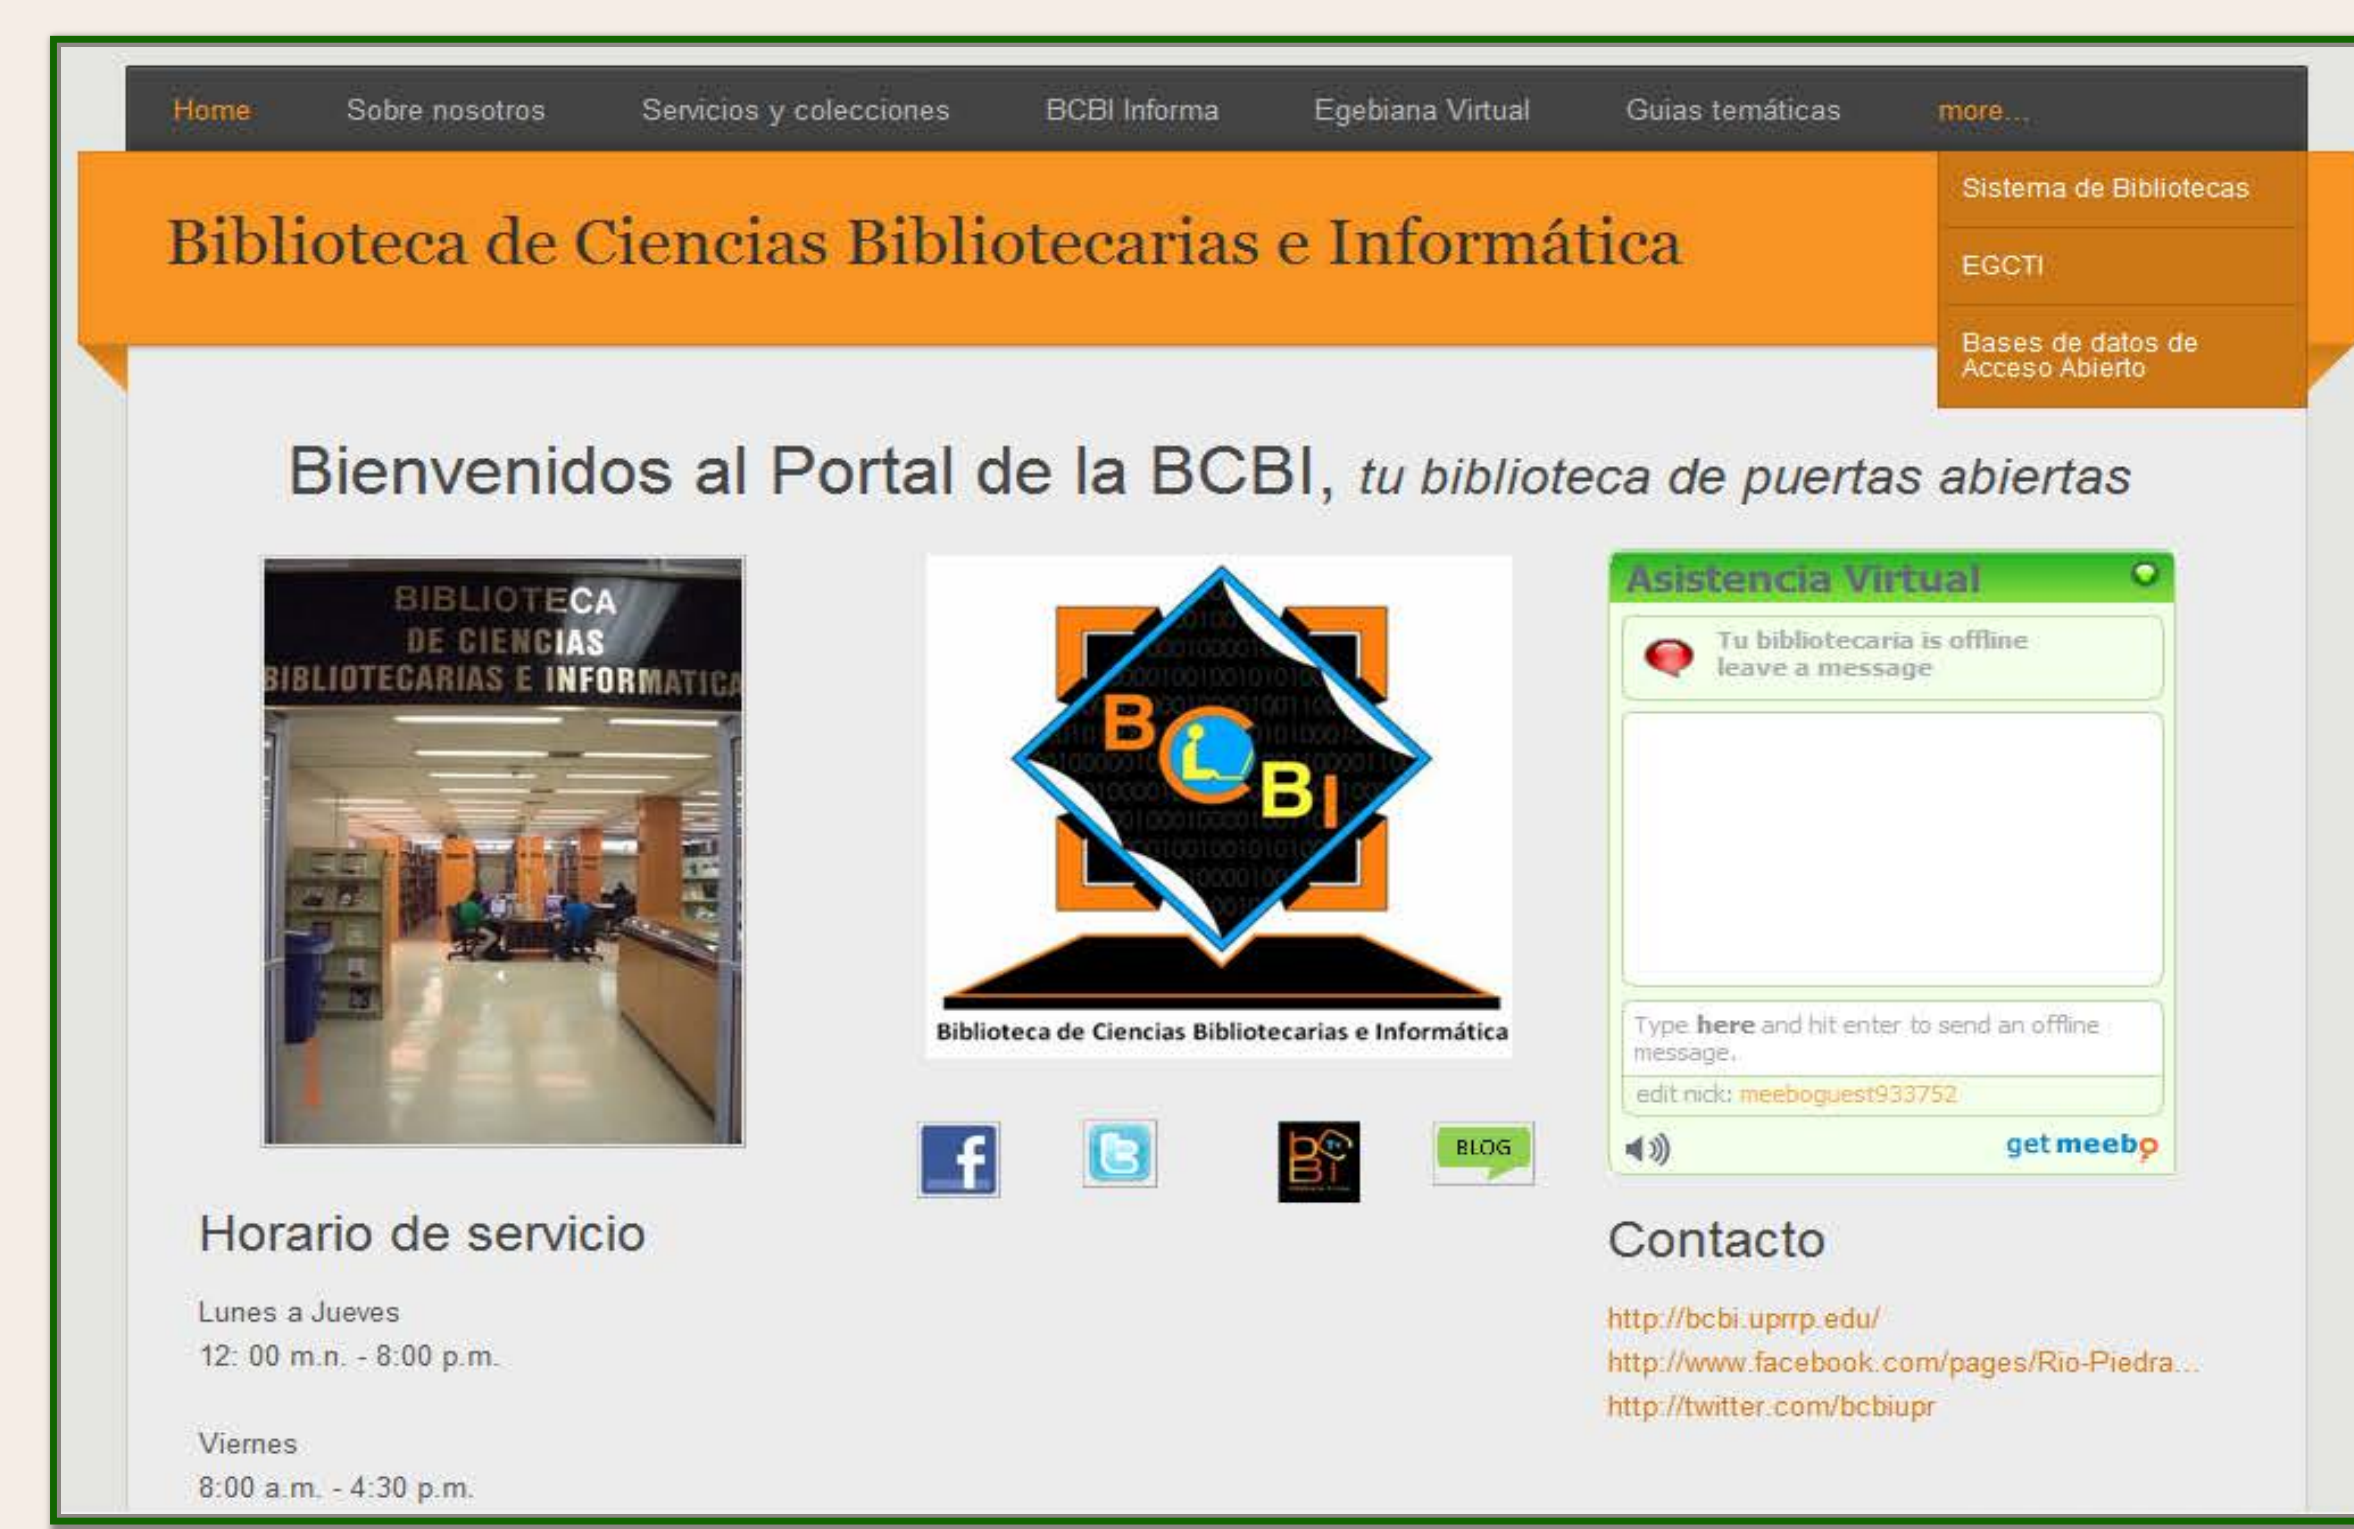 Home Sobre nosotros Servicios y colecciones BCBI Informa Egebiana Virtual Guias temáticas more...
Sistema de Bibliotecas
EGCTI
Bases de datos de
Acceso Abierto
Biblioteca de Ciencias Bibliotecarias e Informática
Bienvenidos al Portal de la BCBI, tu biblioteca de puertas abiertas
BIBLIOTECA
DE CIENCIAS
BIBLIOTECARIAS E INFORMATICA
BCBI
Biblioteca de Ciencias Bibliotecarias e Informática
BLOG
Asistencia Virtual
Tu bibliotecaria is offline
leave a message
Type here and hit enter to send an offline
message.
edit nick: meeboguest933752
get meebo
Horario de servicio
Lunes a Jueves
12: 00 m.n. - 8:00 p.m.
Viernes
8:00 a.m. - 4:30 p.m.
Contacto
http://bcbi.uprrp.edu/
http://www.facebook.com/pages/Rio-Piedra...
http://twitter.com/bcbiupr